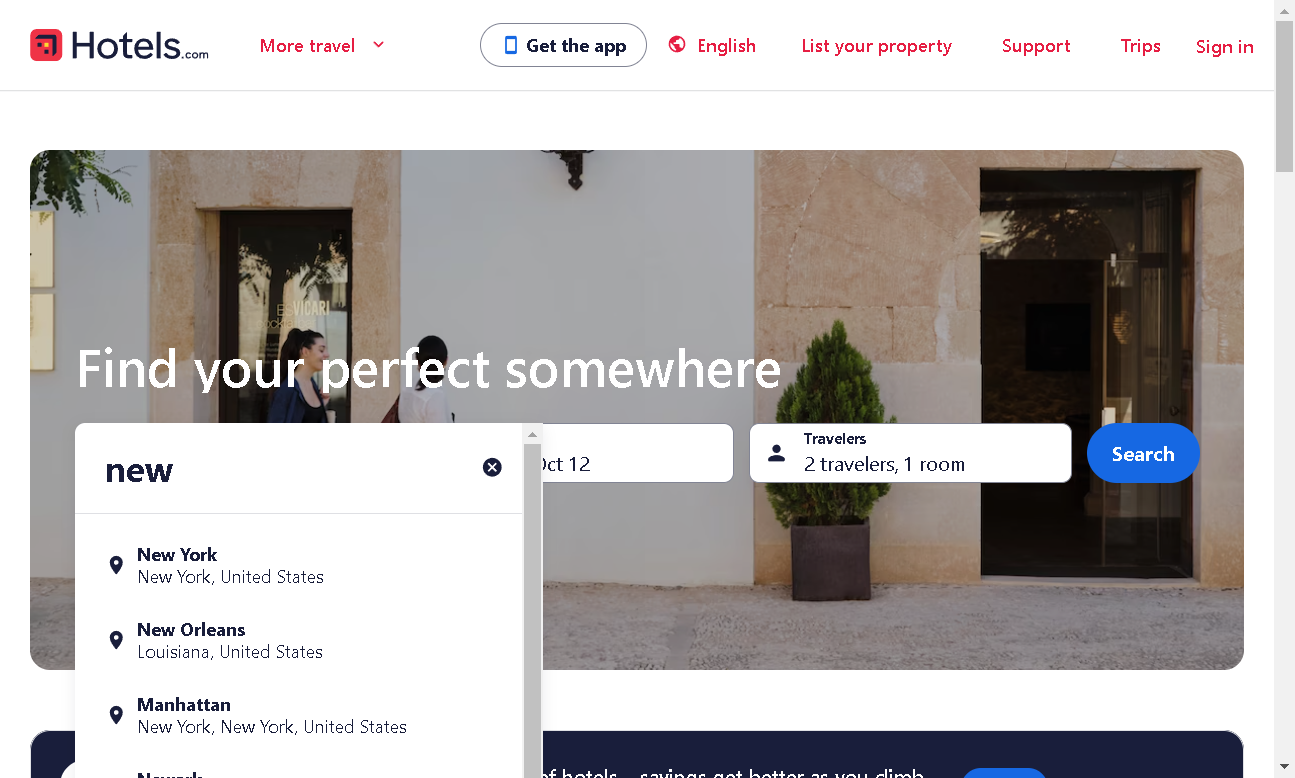 Hotels.com
More travel
Get the app
English
List your property
Support
Trips
Sign in
VICARI
Find your perfect somewhere
new
Oct 12
Travelers
2 travelers, 1 room
Search
New York
New York, United States
New Orleans
Louisiana, United States
Manhattan
New York, New York, United States
Newark
of hotels – savings get better as you climb